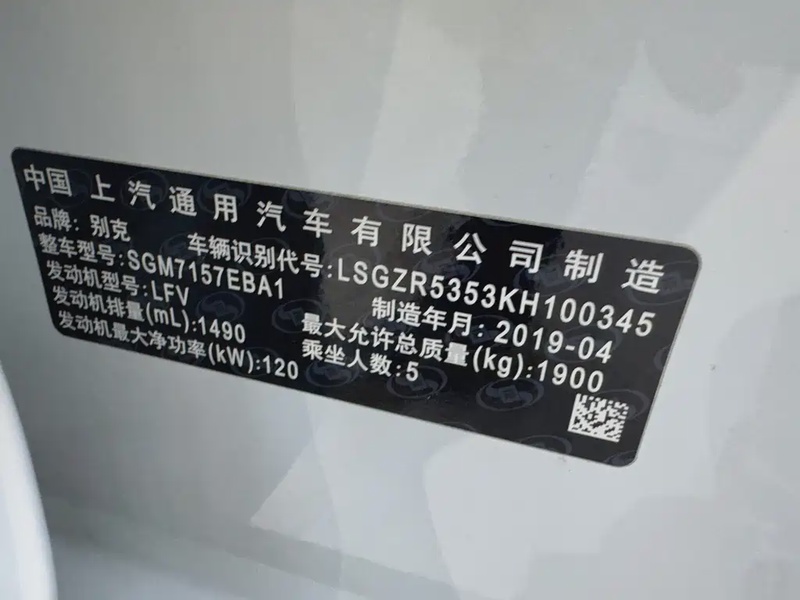 中国 上汽通用汽车有限公司制造
品牌: 别克 车辆识别代号:LSGZR5353KH100345
整车型号:SGM7157EBA1 制造年月:2019-04
发动机型号:LFV 最大允许总质量(kg):1900
发动机排量(mL):1490 乘坐人数:5
发动机最大净功率(kW):120